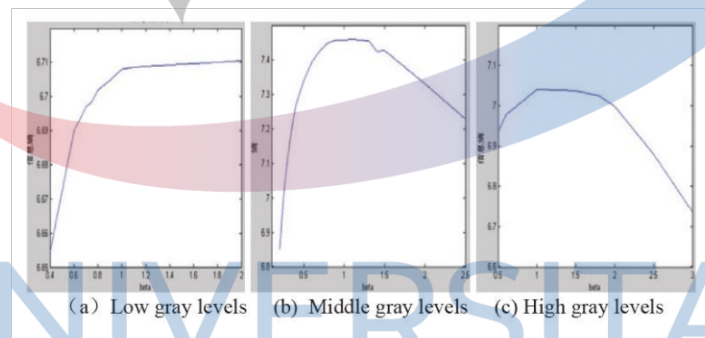 6.71 6.7 6.69 6.68 6.67 6.66 6.65
0.4 0.6 0.8 1 1.2 1.4 1.6 1.8 2
beta
7.4 7.3 7.2 7.1 7 6.9 6.8
0.5 1 1.5 2 2.5
beta
7.2 7.1 7 6.9 6.8 6.7 6.5
0.5 1 1.5 2 2.5 3
beta
(a) Low gray levels (b) Middle gray levels (c) High gray levels
NIVERSITA